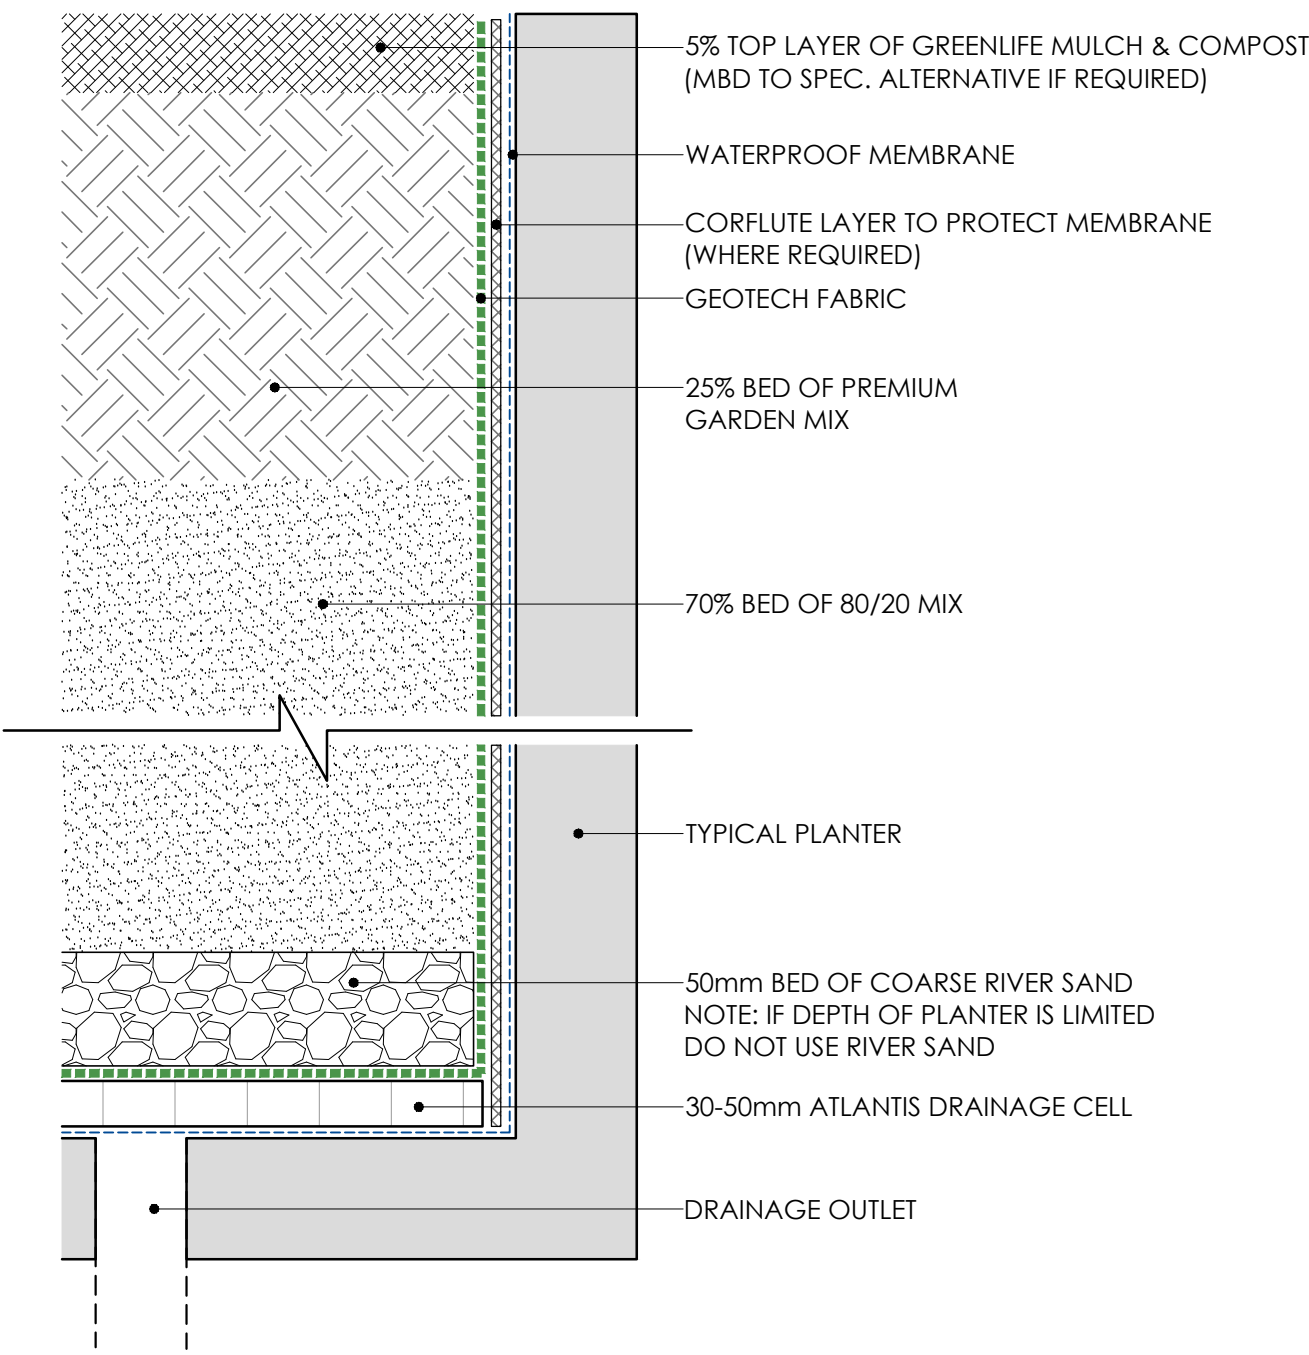 5% TOP LAYER OF GREENLIFE MULCH & COMPOST
(MBD TO SPEC. ALTERNATIVE IF REQUIRED)
WATERPROOF MEMBRANE
CORFLUTE LAYER TO PROTECT MEMBRANE
(WHERE REQUIRED)
GEOTECH FABRIC
25% BED OF PREMIUM
GARDEN MIX
70% BED OF 80/20 MIX
TYPICAL PLANTER
50mm BED OF COARSE RIVER SAND
NOTE: IF DEPTH OF PLANTER IS LIMITED
DO NOT USE RIVER SAND
30-50mm ATLANTIS DRAINAGE CELL
DRAINAGE OUTLET